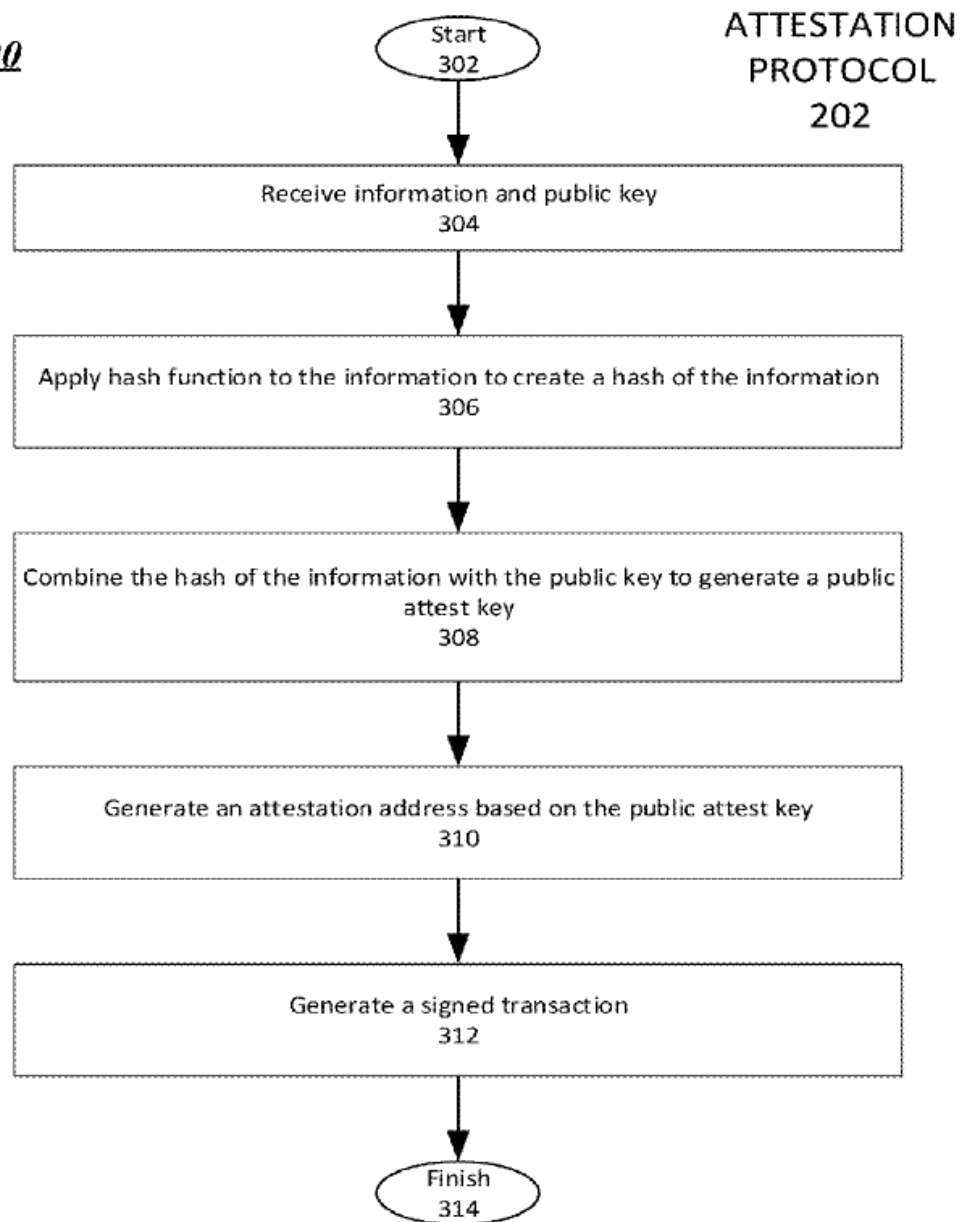 ATTESTATION
PROTOCOL
202
Start
302
Receive information and public key
304
Apply hash function to the information to create a hash of the information
306
Combine the hash of the information with the public key to generate a public
attest key
308
Generate an attestation address based on the public attest key
310
Generate a signed transaction
312
Finish
314